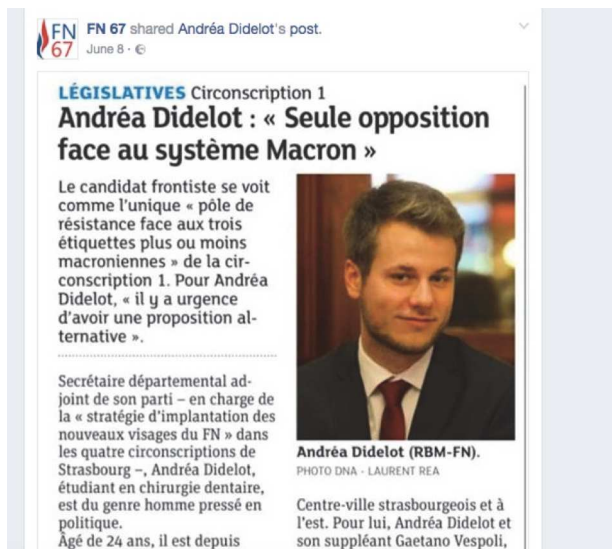 FN
67
FN 67 shared Andréa Didelot's post.
June 8 ·
LÉGISLATIVES Circonscription 1
Andréa Didelot : « Seule opposition
face au système Macron »
Le candidat frontiste se voit
comme l'unique « pôle de
résistance face aux trois
étiquettes plus ou moins
macroniennes » de la cir-
conscription 1. Pour Andréa
Didelot, « il y a urgence
d'avoir une proposition al-
ternative ».
Secrétaire départemental ad-
joint de son parti – en charge de
la « stratégie d'implantation des
nouveaux visages du FN » dans
les quatre circonscriptions de
Strasbourg –, Andréa Didelot,
étudiant en chirurgie dentaire,
est du genre homme pressé en
politique.
Âgé de 24 ans, il est depuis
Andréa Didelot (RBM-FN).
PHOTO DNA - LAURENT REA
Centre-ville strasbourgeois et à
l'est. Pour lui, Andréa Didelot et
son suppléant Gaetano Vespoli,